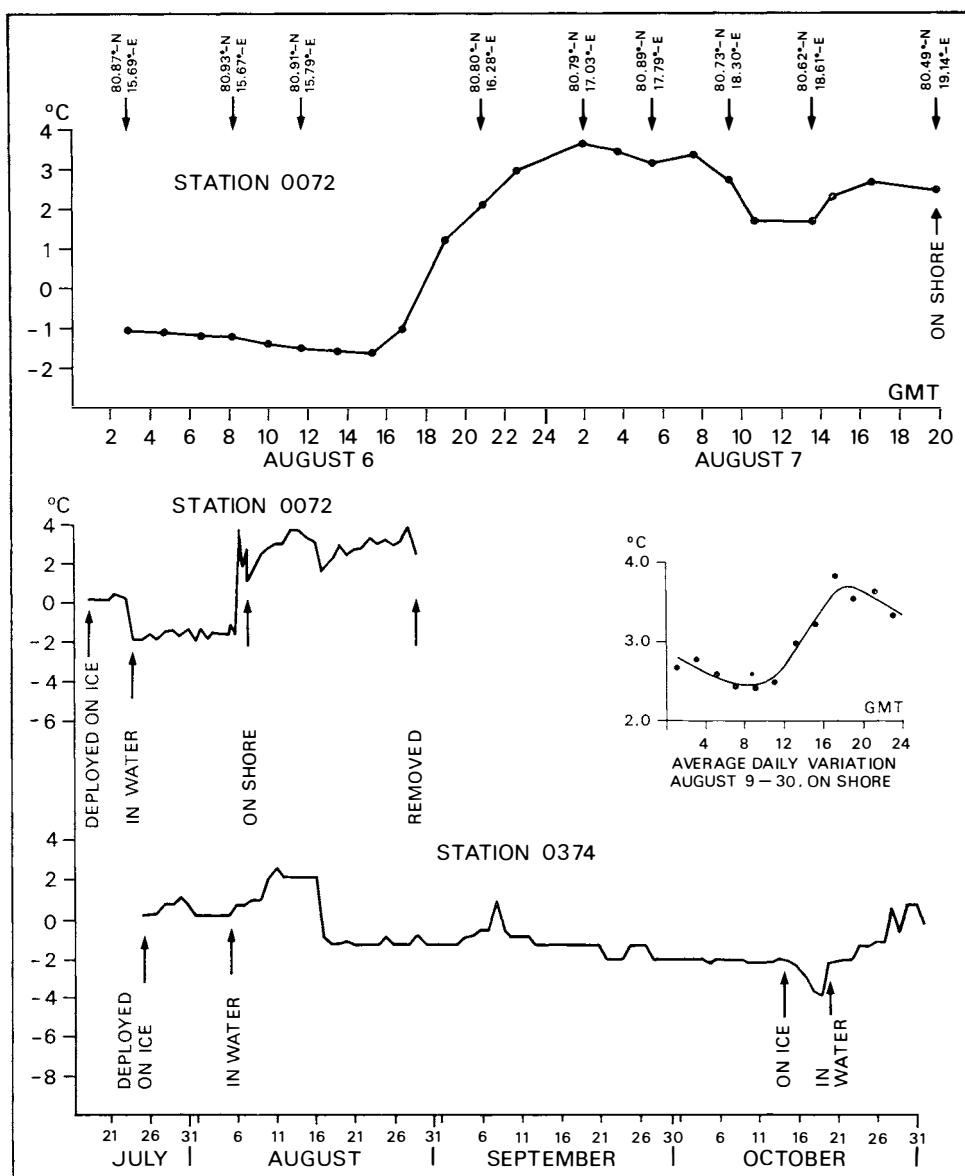 80.87°-N
15.69°-E
80.93°-N
15.67°-E
80.91°-N
15.79°-E
80.80°-N
16.28°-E
80.79°-N
17.03°-E
80.89°-N
17.79°-E
80.73°-N
18.30°-E
80.62°-N
18.61°-E
80.49°-N
19.14°-E
°C
4
3
2
1
0
-1
-2
STATION 0072
ON SHORE
GMT
2 4 6 8 10 12 14 16 18 20 22 24 2 4 6 8 10 12 14 16 18 20
AUGUST 6 AUGUST 7
STATION 0072
°C
4
2
0
-2
-4
-6
DEPLOYED ON ICE
IN WATER
ON SHORE
REMOVED
°C
4.0
3.0
2.0
GMT
4 8 12 16 20 24
AVERAGE DAILY VARIATION
AUGUST 9-30. ON SHORE
STATION 0374
4
2
0
-2
-4
-6
-8
DEPLOYED
ON ICE
IN WATER
ON ICE
IN
WATER
21 26 31 6 11 16 21 26 31 6 11 16 21 26 30 6 11 16 21 26 31
JULY AUGUST SEPTEMBER OCTOBER